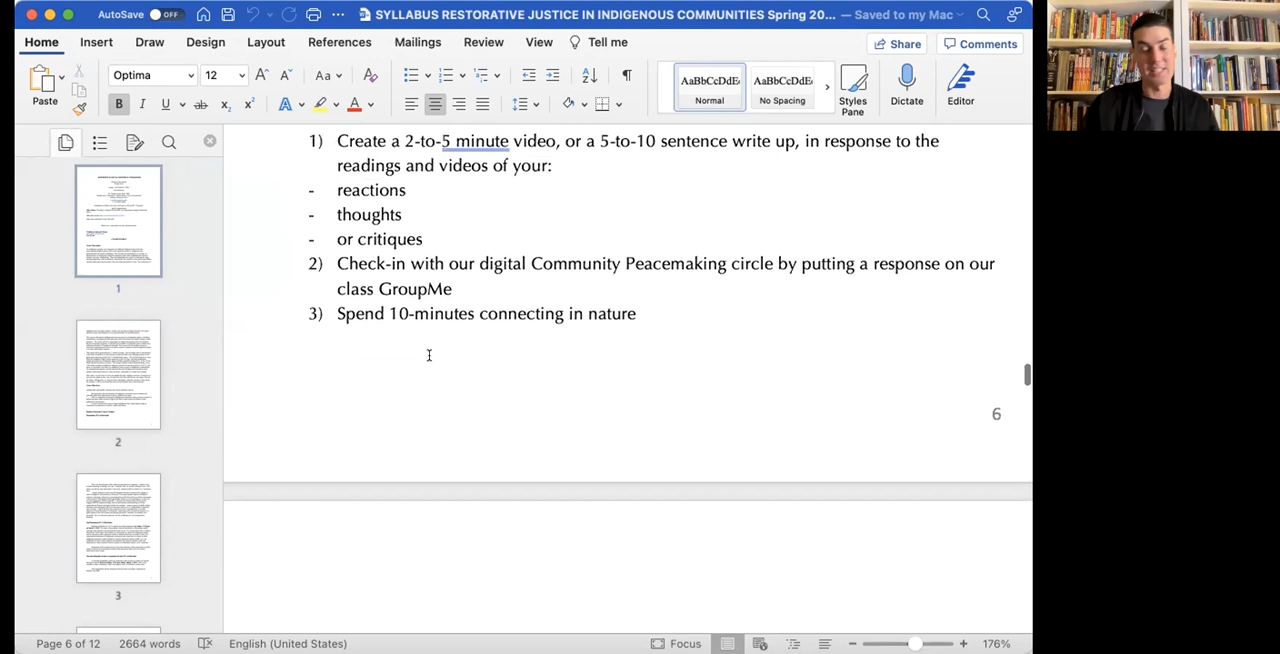 AutoSave OFF
SYLLABUS RESTORATIVE JUSTICE IN INDIGENOUS COMMUNITIES Spring 20... — Saved to my Mac
Home Insert Draw Design Layout References Mailings Review View Tell me
Share Comments
Paste
Optima 12
AaBbCcDdE
Normal
AaBbCcDdE
No Spacing
Styles Pane
Dictate
Editor
1) Create a 2-to-5 minute video, or a 5-to-10 sentence write up, in response to the
readings and videos of your:
- reactions
- thoughts
- or critiques
2) Check-in with our digital Community Peacemaking circle by putting a response on our
class GroupMe
3) Spend 10-minutes connecting in nature
6
1
2
3
Page 6 of 12 2664 words English (United States) Focus 176%